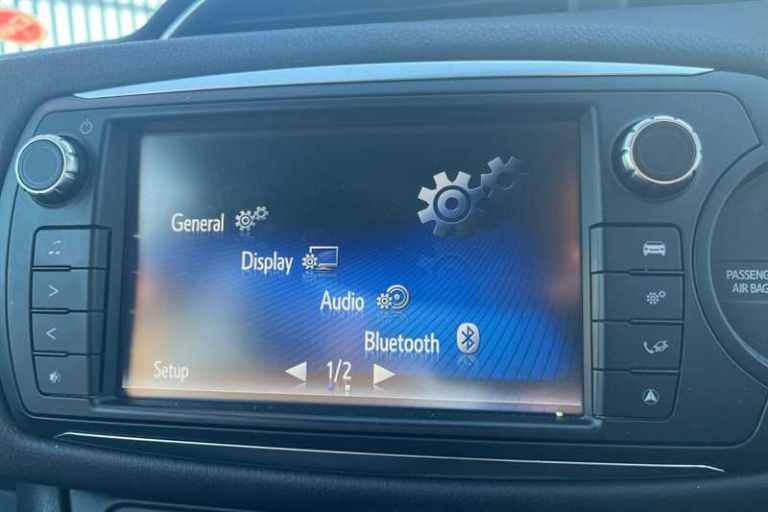 General
Display
Audio
Bluetooth
Setup
1/2
PASSENG
AIR BAG